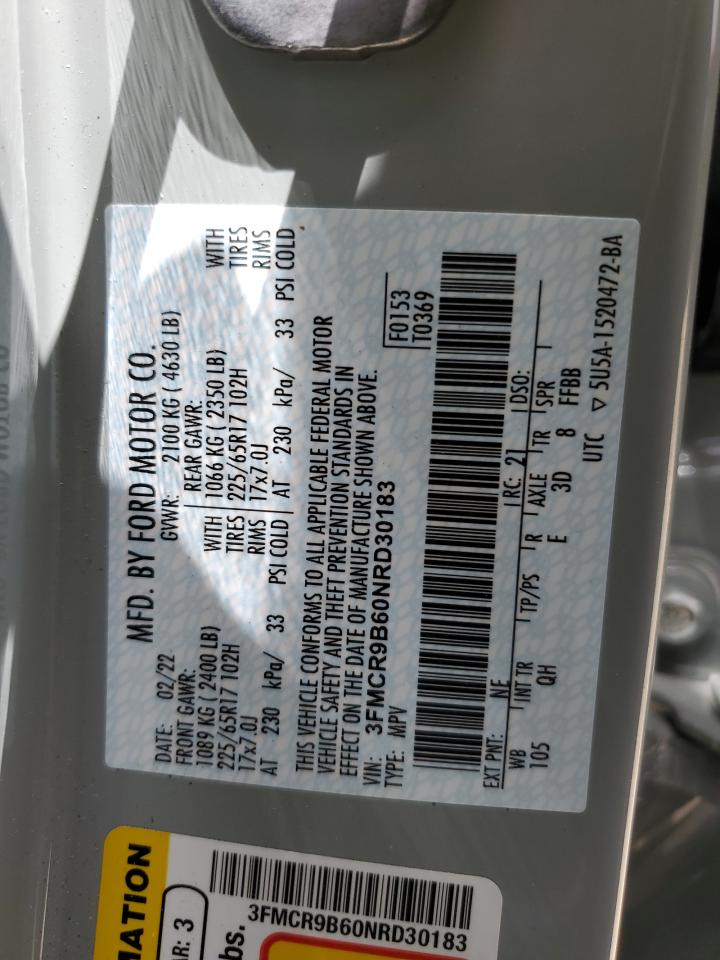 MFD. BY FORD MOTOR CO.
DATE: 02/22 GVWR: 2100 KG ( 4630 LB)
FRONT GAWR: REAR GAWR:
1089 KG ( 2400 LB) WITH 1066 KG ( 2350 LB) WITH
225/65R17 102H TIRES 225/65R17 102H TIRES
17x7.0J RIMS 17x7.0J RIMS
AT 230 kPa/ 33 PSI COLD AT 230 kPa/ 33 PSI COLD
THIS VEHICLE CONFORMS TO ALL APPLICABLE FEDERAL MOTOR
VEHICLE SAFETY AND THEFT PREVENTION STANDARDS IN
EFFECT ON THE DATE OF MANUFACTURE SHOWN ABOVE.
VIN: 3FMCR9B60NRD30183 F0153
TYPE: MPV T0369
EXT PNT: NE RC: 21 DSO:
WB INT TR TP/PS R AXLE TR SPR
105 QH E 3D 8 FFBB
UTC ▽ 5U5A-1520472-BA
MATION
AR: 3
bs.
3FMCR9B60NRD30183